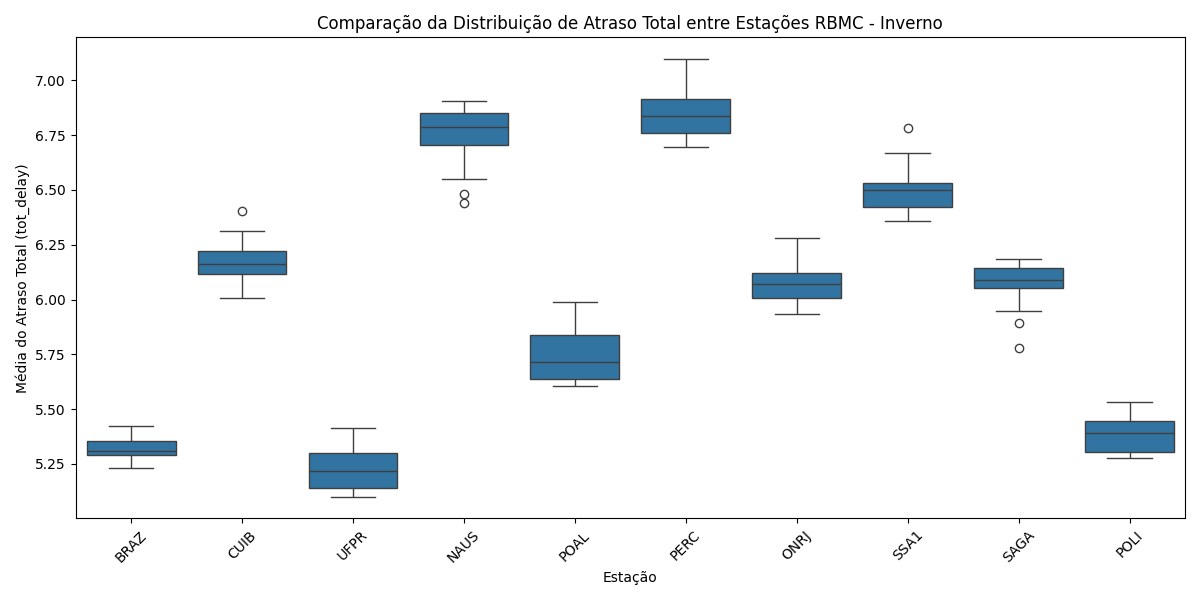 Comparação da Distribuição de Atraso Total entre Estações RBMC - Inverno
Média do Atraso Total (tot_delay)
7.00
6.75
6.50
6.25
6.00
5.75
5.50
5.25
BRAZ
CUIB
UFPR
NAUS
POAL
PERC
ONRJ
SSA1
SAGA
POLI
Estação